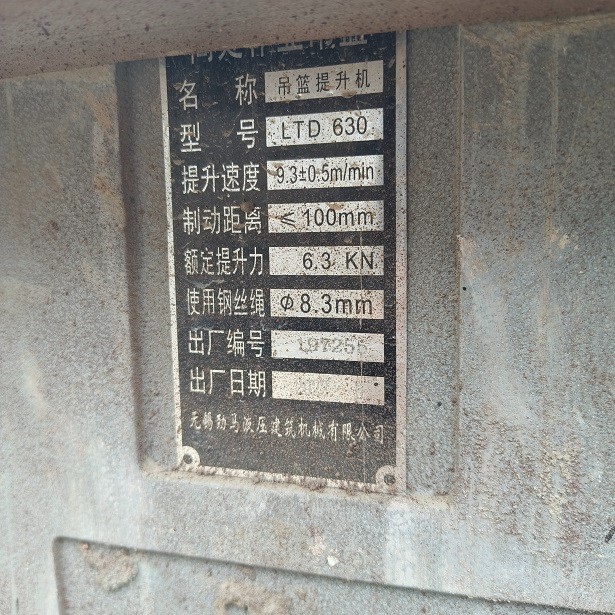 名 称 吊篮提升机
型 号 LTD 630
提升速度 9.3±0.5m/min
制动距离 ≤ 100mm
额定提升力 6.3 KN
使用钢丝绳 Φ8.3mm
出厂编号
出厂日期
无锡劲马液压建筑机械有限公司